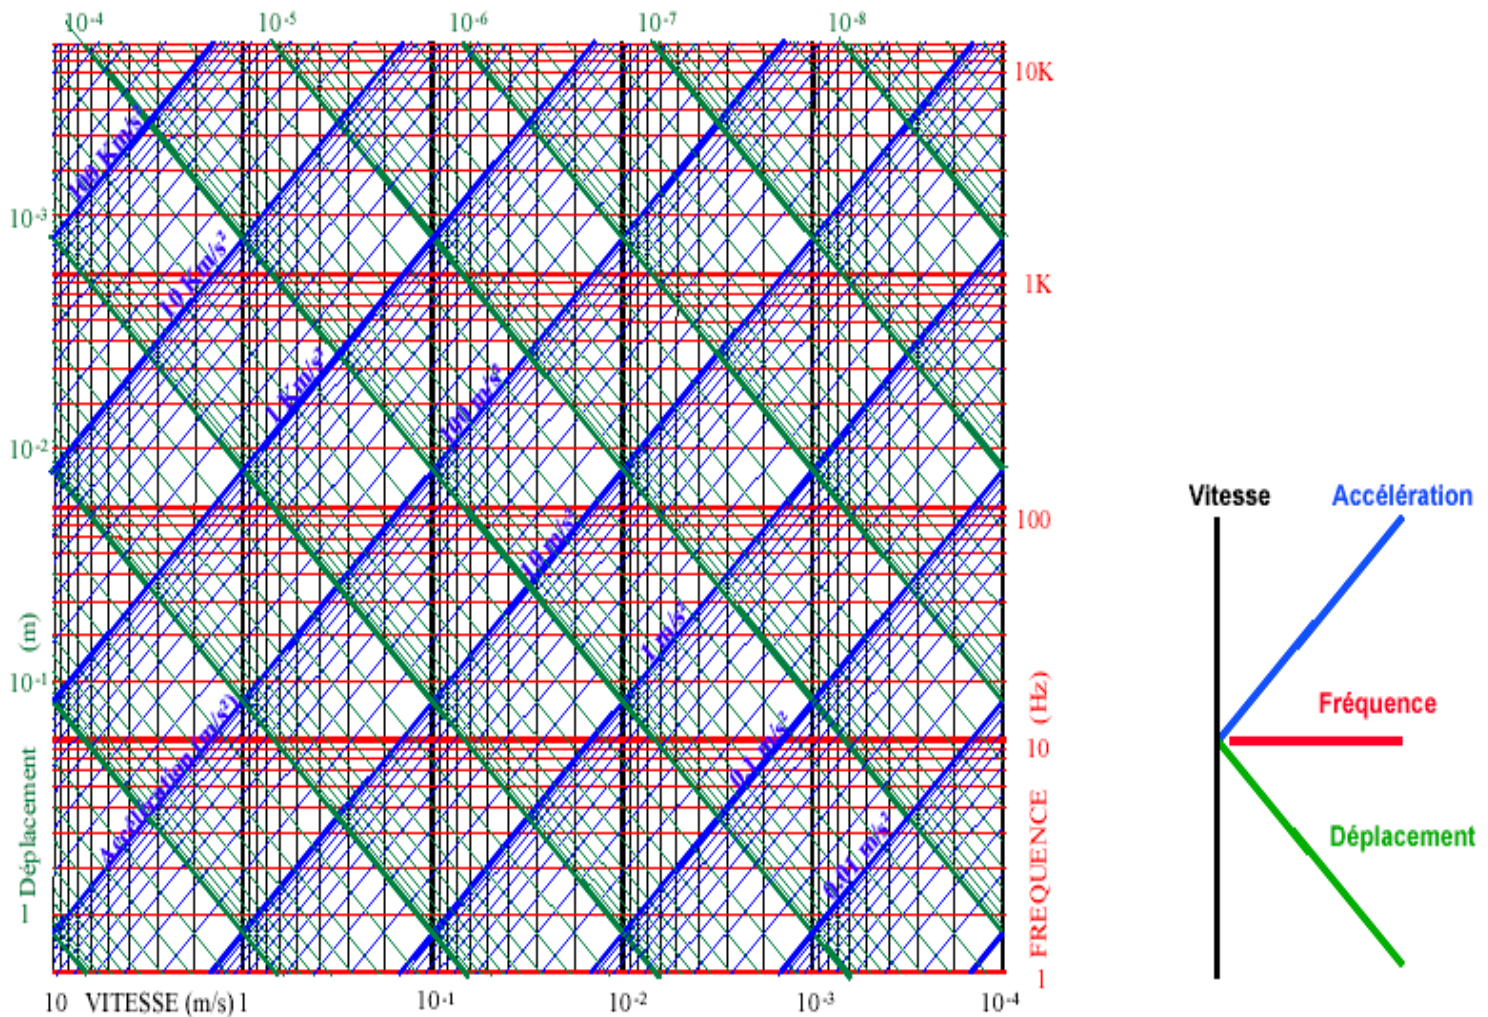 10-4 10-5 10-6 10-7 10-8
10K
100 Km/s²
10-3
10 Km/s²
1K
1 Km/s²
100 m/s²
10-2
10 m/s²
100
Vitesse Accélération
1 m/s²
10-1
Fréquence
Accélération (m/s²)
0.1 m/s²
10
Déplacement
0.01 m/s²
1 Déplacement (m)
FREQUENCE (Hz)
1
10 VITESSE (m/s) 1 10-1 10-2 10-3 10-4